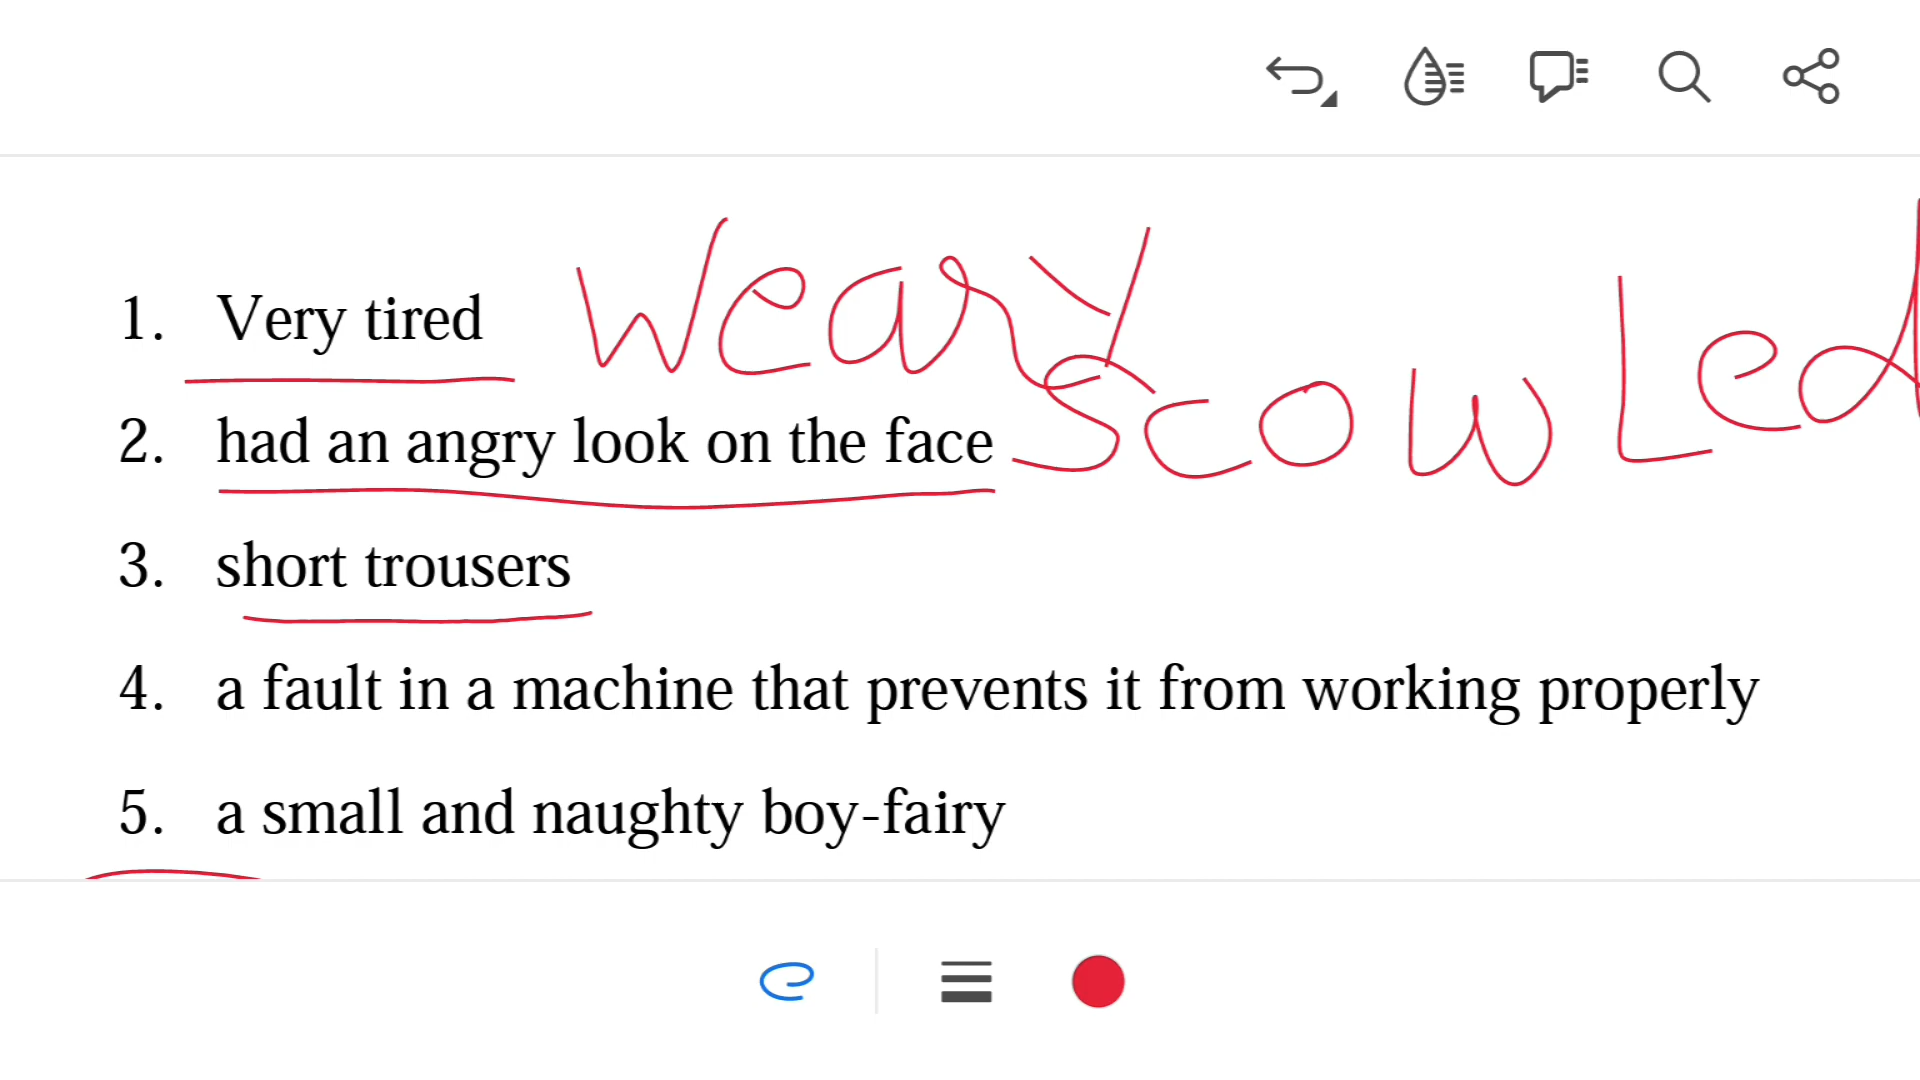 1. Very tired weary
2. had an angry look on the face scowLed
3. short trousers
4. a fault in a machine that prevents it from working properly
5. a small and naughty boy-fairy